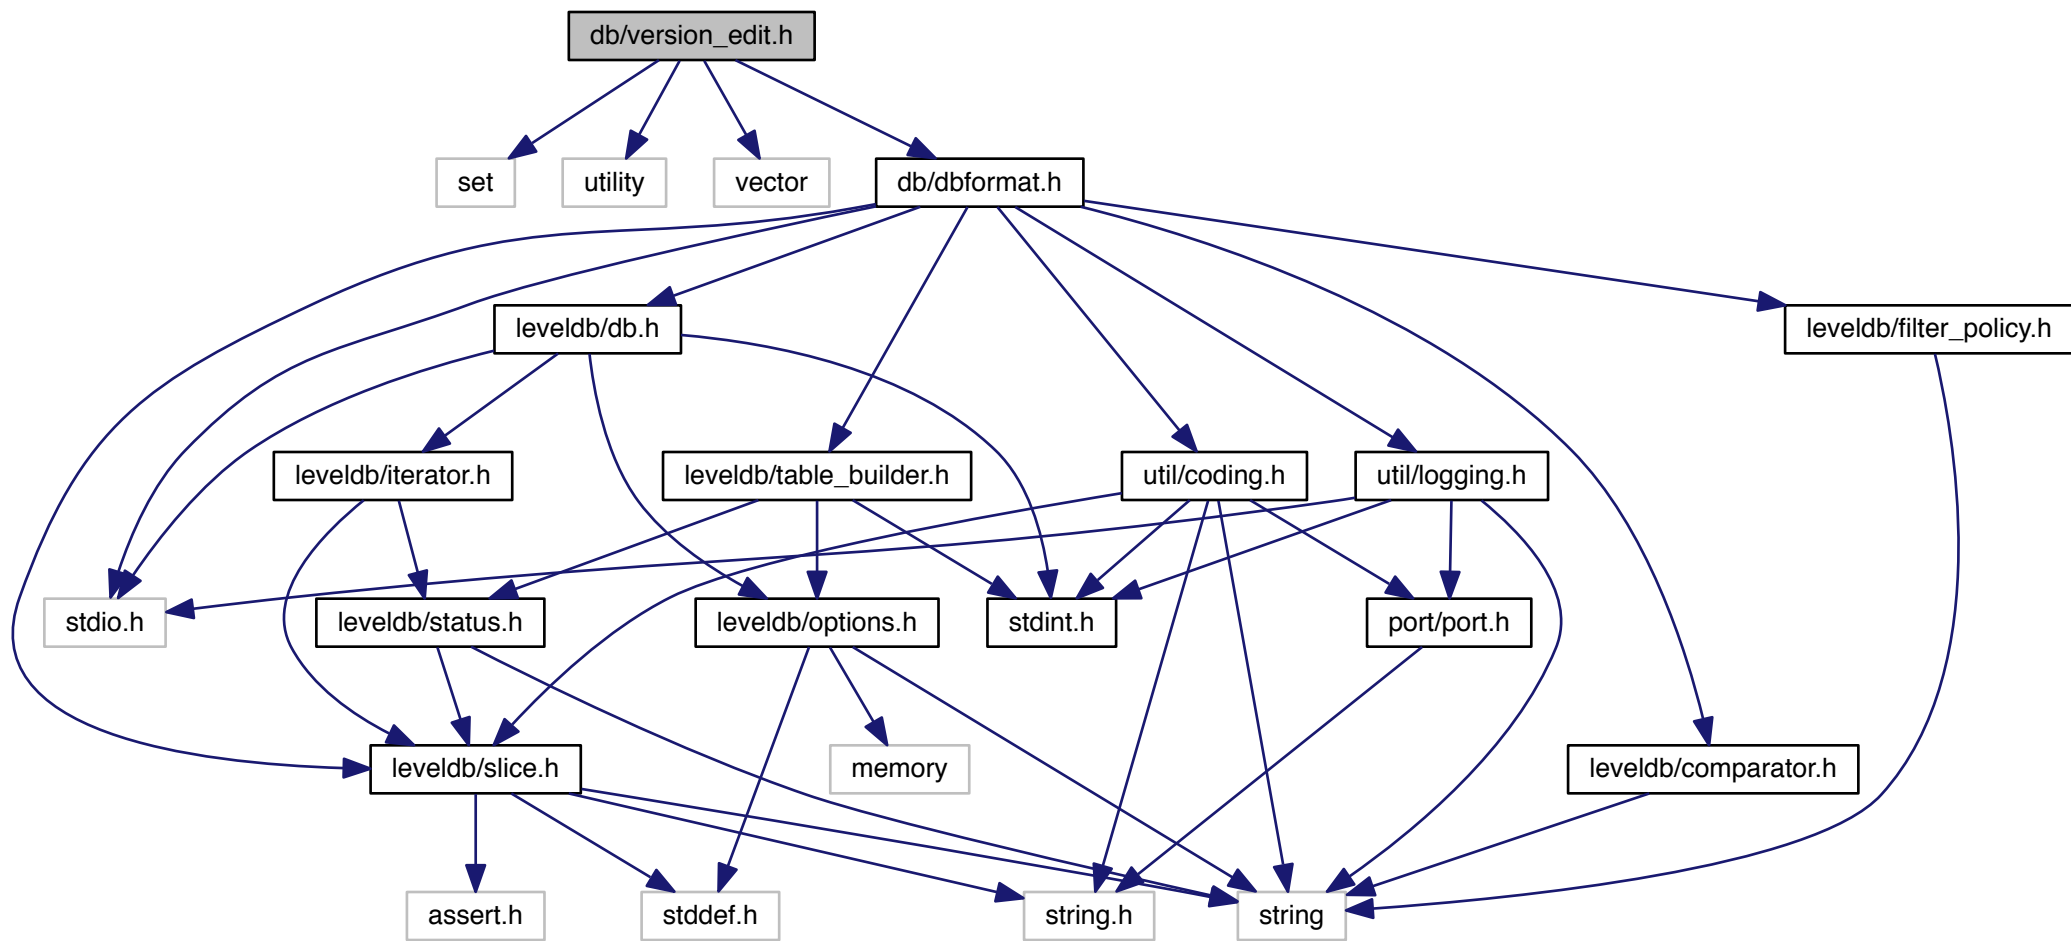 db/version_edit.h
set
utility
vector
db/dbformat.h
leveldb/db.h
leveldb/filter_policy.h
leveldb/iterator.h
leveldb/table_builder.h
util/coding.h
util/logging.h
stdio.h
leveldb/status.h
leveldb/options.h
stdint.h
port/port.h
leveldb/slice.h
memory
leveldb/comparator.h
assert.h
stddef.h
string.h
string